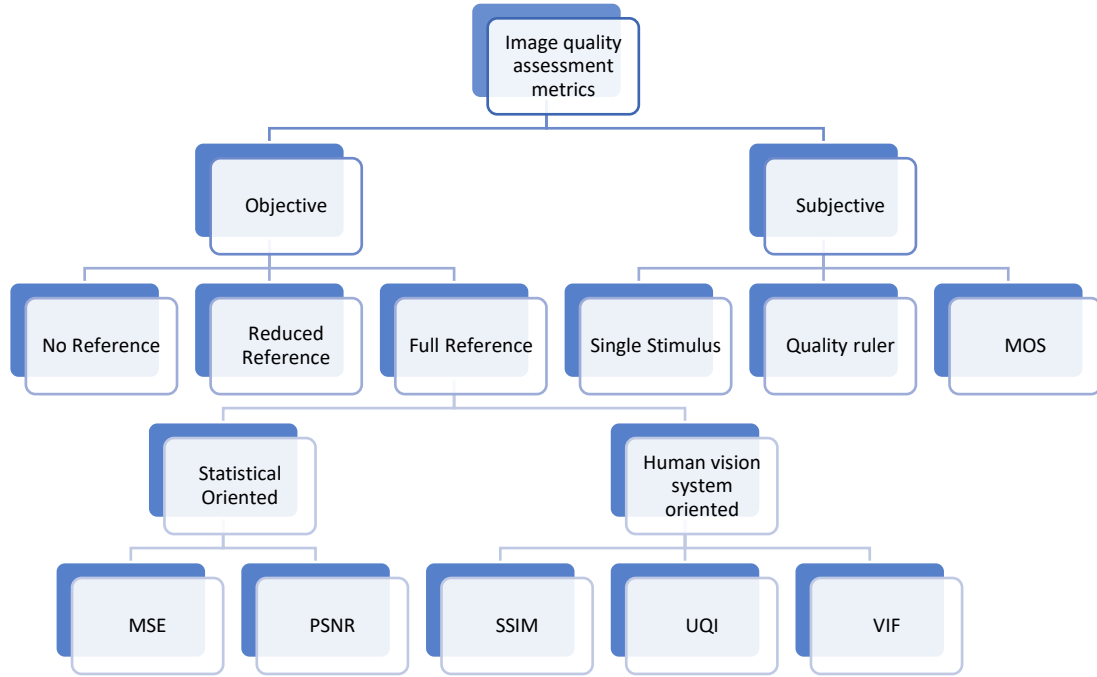 Image quality
assessment
metrics
Objective
Subjective
No Reference
Reduced
Reference
Full Reference
Single Stimulus
Quality ruler
MOS
Statistical
Oriented
Human vision
system
oriented
MSE
PSNR
SSIM
UQI
VIF